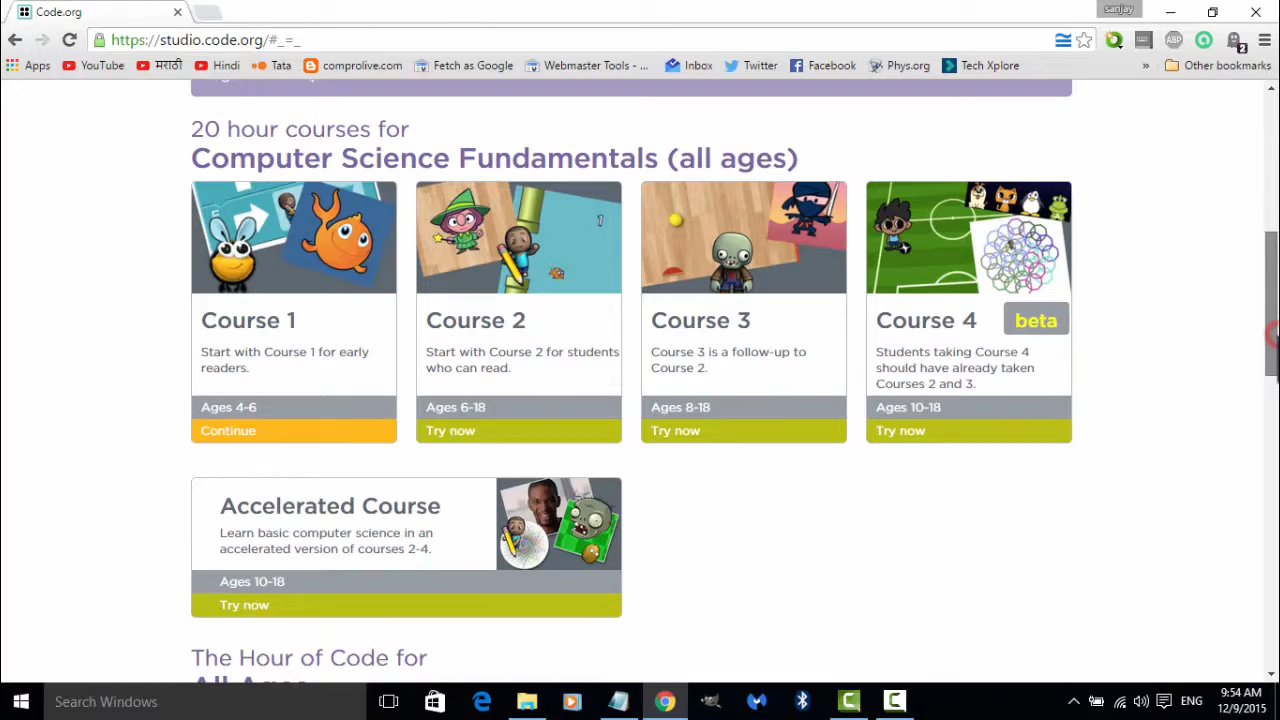 Code.org
sanjay
https://studio.code.org/#_=_
ABP
2
Apps
YouTube
मराठी
Hindi
Tata
comprolive.com
Fetch as Google
Webmaster Tools - ...
Inbox
Twitter
Facebook
Phys.org
Tech Xplore
»
Other bookmarks
20 hour courses for
Computer Science Fundamentals (all ages)
1
Course 1
Start with Course 1 for early
readers.
Ages 4-6
Continue
Course 2
Start with Course 2 for students
who can read.
Ages 6-18
Try now
Course 3
Course 3 is a follow-up to
Course 2.
Ages 8-18
Try now
Course 4
beta
Students taking Course 4
should have already taken
Courses 2 and 3.
Ages 10-18
Try now
Accelerated Course
Learn basic computer science in an
accelerated version of courses 2-4.
Ages 10-18
Try now
The Hour of Code for
All Ages
Search Windows
ENG
9:54 AM
12/9/2015